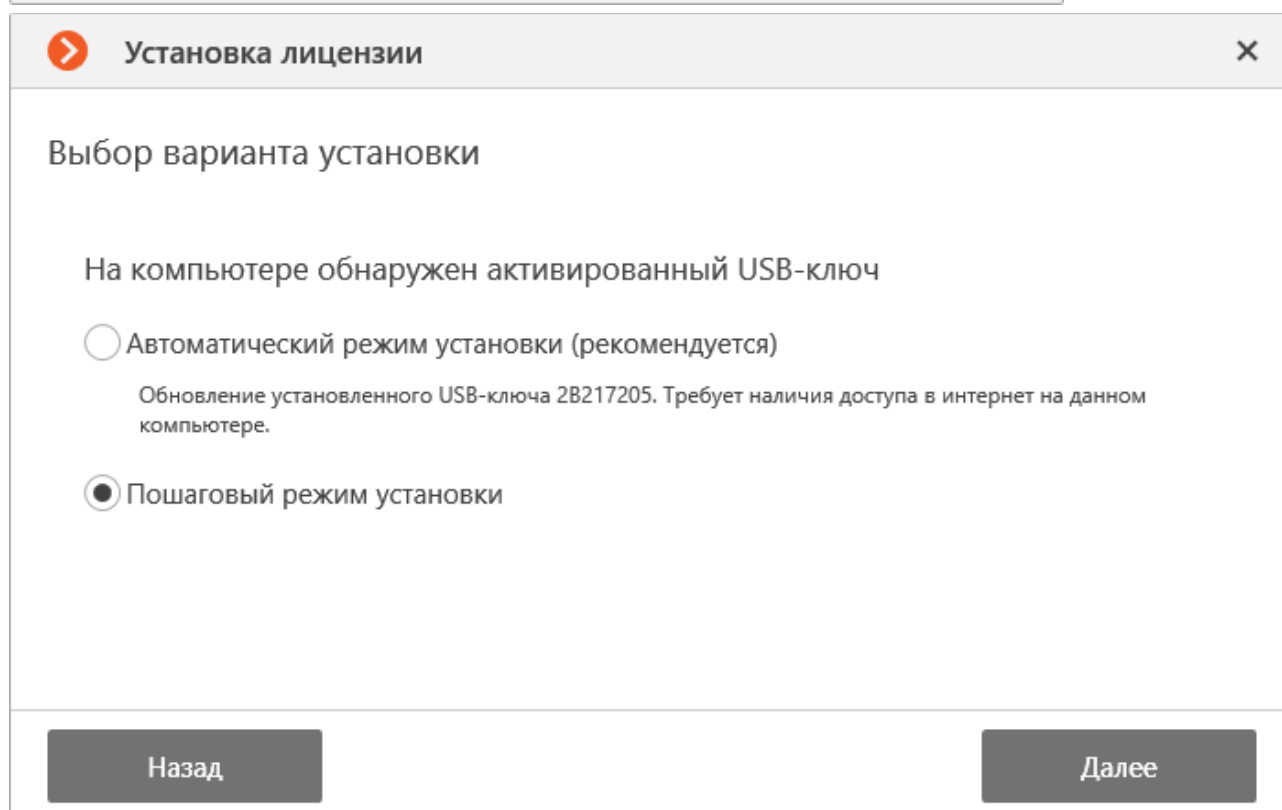 Установка лицензии
Выбор варианта установки
На компьютере обнаружен активированный USB-ключ
Автоматический режим установки (рекомендуется)
Обновление установленного USB-ключа 2B217205. Требует наличия доступа в интернет на данном
компьютере.
Пошаговый режим установки
Назад
Далее